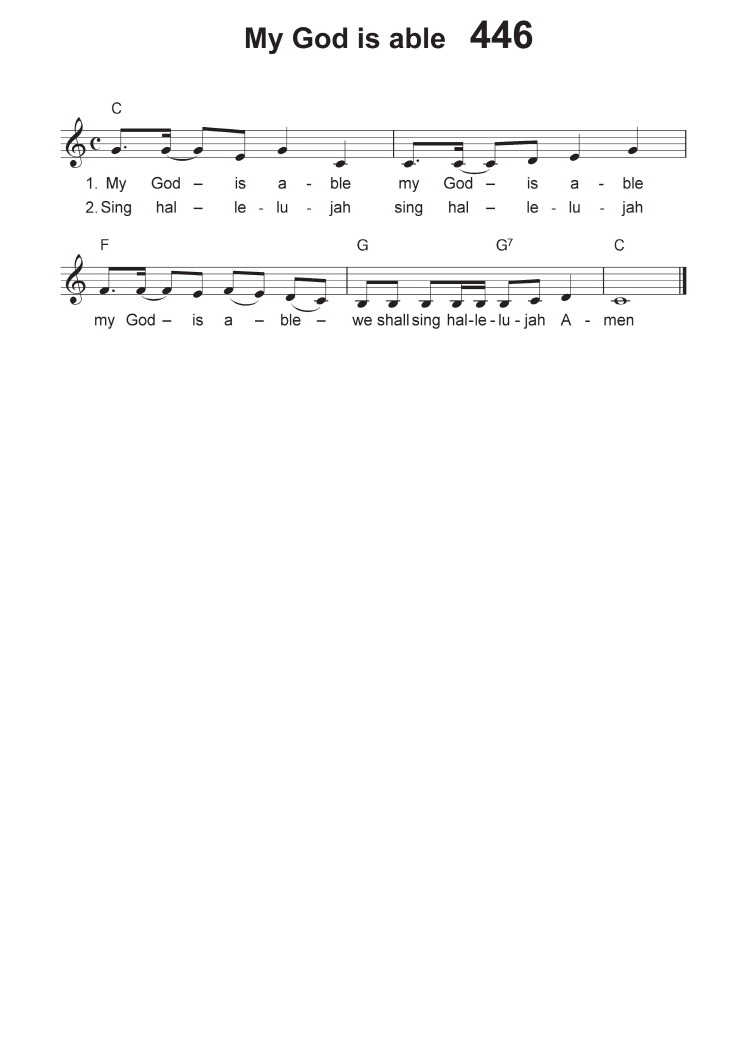 My God is able 446
C
1. My God – is a - ble my God – is a - ble
2. Sing hal – le - lu - jah sing hal – le - lu - jah
F G G7 C
my God – is a – ble – we shall sing hal-le-lu-jah A - men